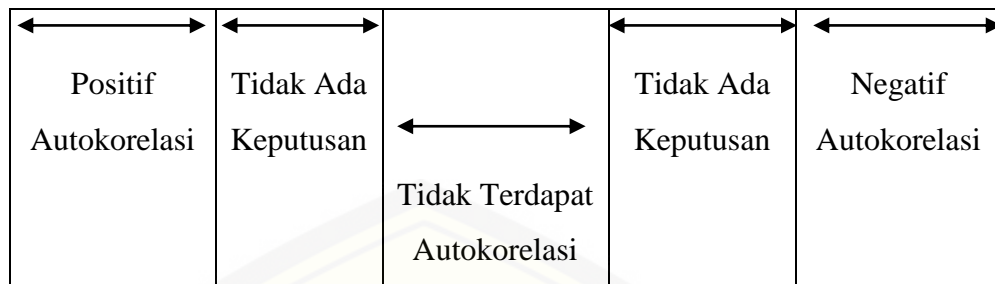 Positif
Autokorelasi
Tidak Ada
Keputusan
Tidak Terdapat
Autokorelasi
Tidak Ada
Keputusan
Negatif
Autokorelasi